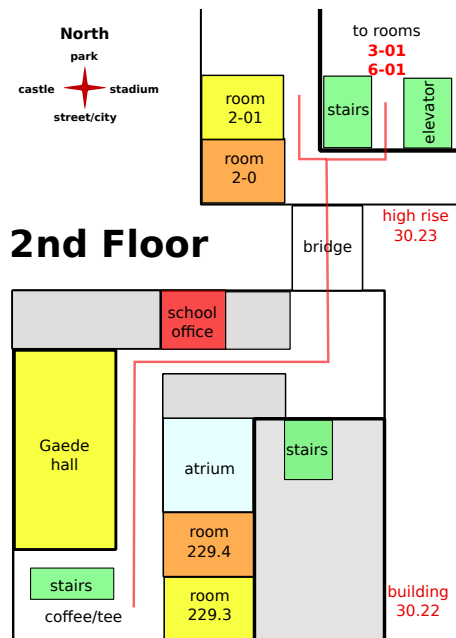 North
park
castle
stadium
street/city
to rooms
3-01
6-01
room
2-01
stairs
elevator
room
2-0
high rise
30.23
2nd Floor
bridge
school
office
Gaede
hall
atrium
stairs
room
229.4
stairs
coffee/tee
room
229.3
building
30.22